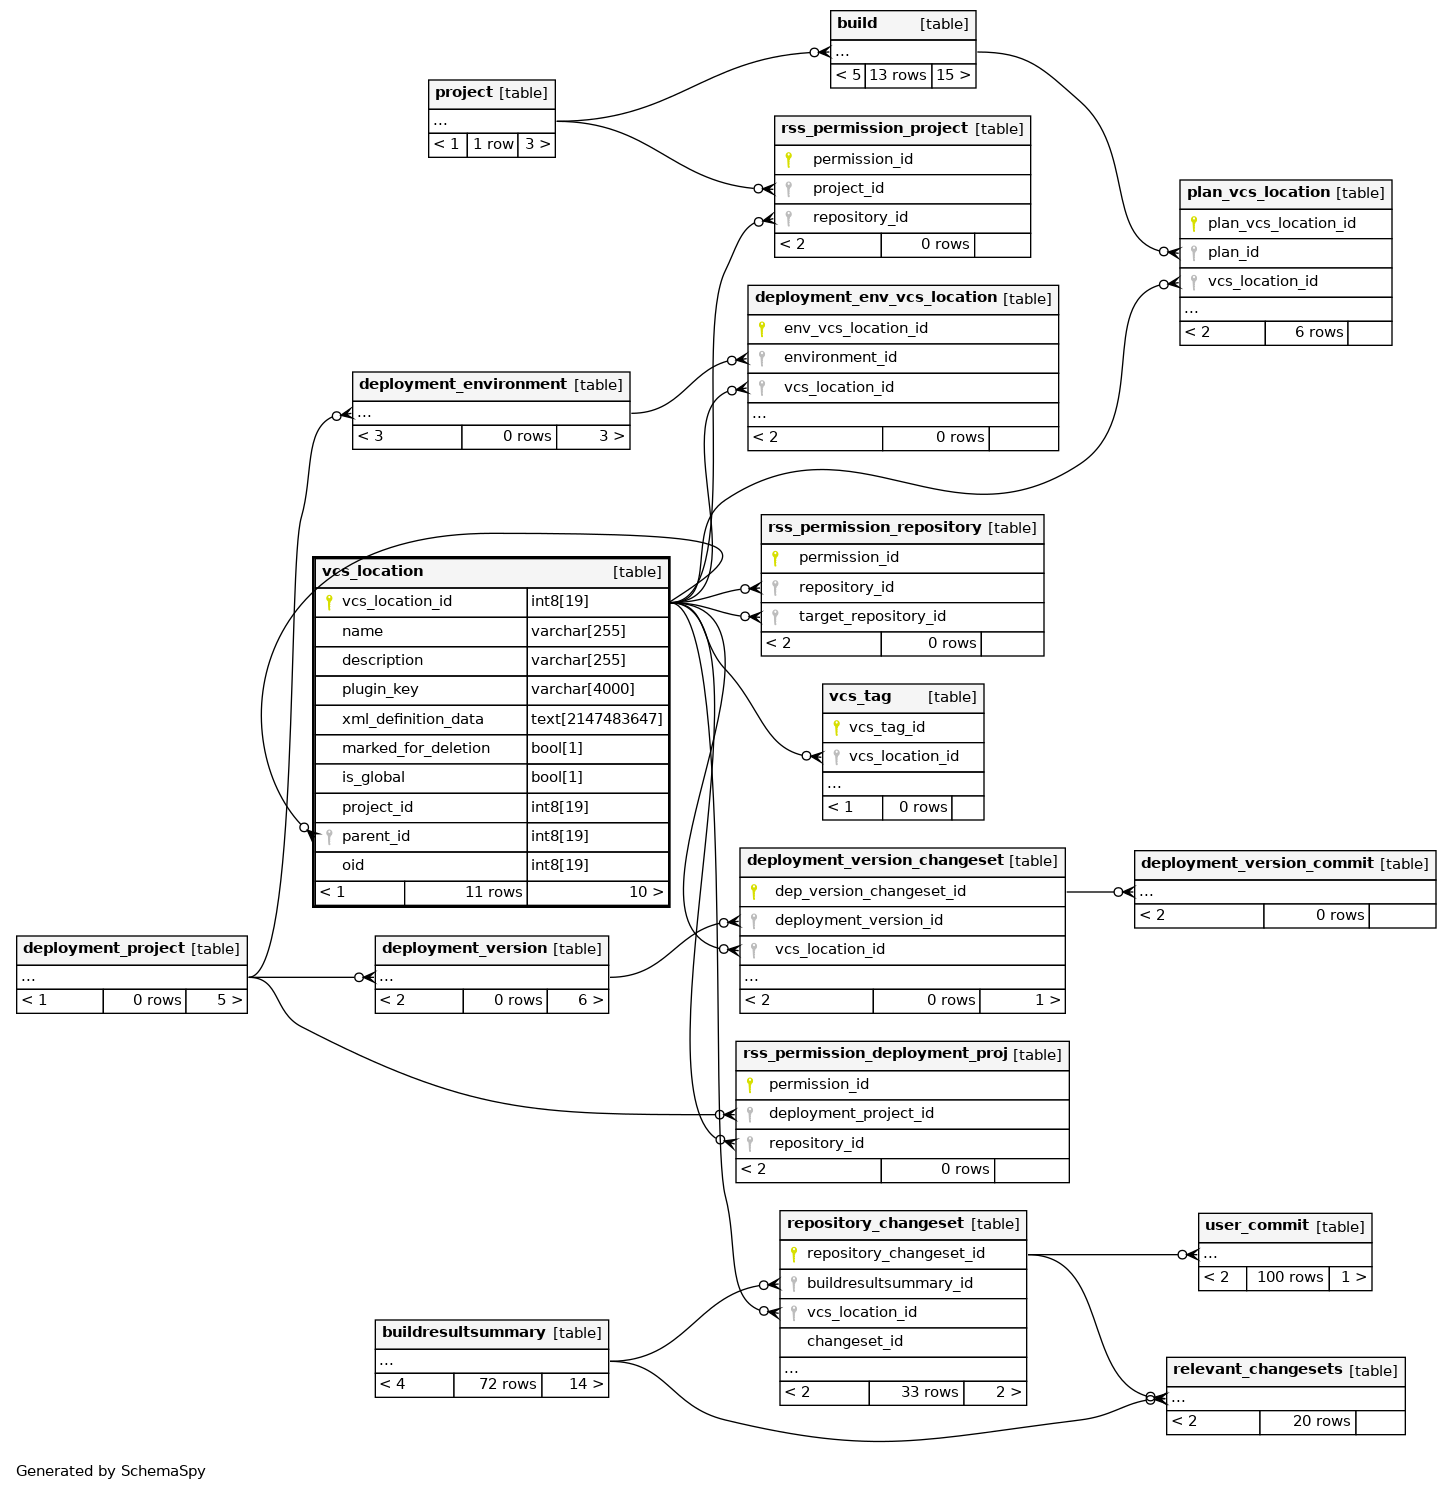 build [table]
...
< 5 13 rows 15 >
project [table]
...
< 1 1 row 3 >
rss_permission_project [table]
permission_id
project_id
repository_id
< 2 0 rows
plan_vcs_location [table]
plan_vcs_location_id
plan_id
vcs_location_id
...
< 2 6 rows
deployment_env_vcs_location [table]
env_vcs_location_id
environment_id
vcs_location_id
...
< 2 0 rows
deployment_environment [table]
...
< 3 0 rows 3 >
rss_permission_repository [table]
permission_id
repository_id
target_repository_id
< 2 0 rows
vcs_location [table]
vcs_location_id int8[19]
name varchar[255]
description varchar[255]
plugin_key varchar[4000]
xml_definition_data text[2147483647]
marked_for_deletion bool[1]
is_global bool[1]
project_id int8[19]
parent_id int8[19]
oid int8[19]
< 1 11 rows 10 >
vcs_tag [table]
vcs_tag_id
vcs_location_id
...
< 1 0 rows
deployment_version_changeset [table]
dep_version_changeset_id
deployment_version_id
vcs_location_id
...
< 2 0 rows 1 >
deployment_version_commit [table]
...
< 2 0 rows
deployment_project [table]
...
< 1 0 rows 5 >
deployment_version [table]
...
< 2 0 rows 6 >
rss_permission_deployment_proj [table]
permission_id
deployment_project_id
repository_id
< 2 0 rows
repository_changeset [table]
repository_changeset_id
buildresultsummary_id
vcs_location_id
changeset_id
...
< 2 33 rows 2 >
user_commit [table]
...
< 2 100 rows 1 >
buildresultsummary [table]
...
< 4 72 rows 14 >
relevant_changesets [table]
...
< 2 20 rows
Generated by SchemaSpy